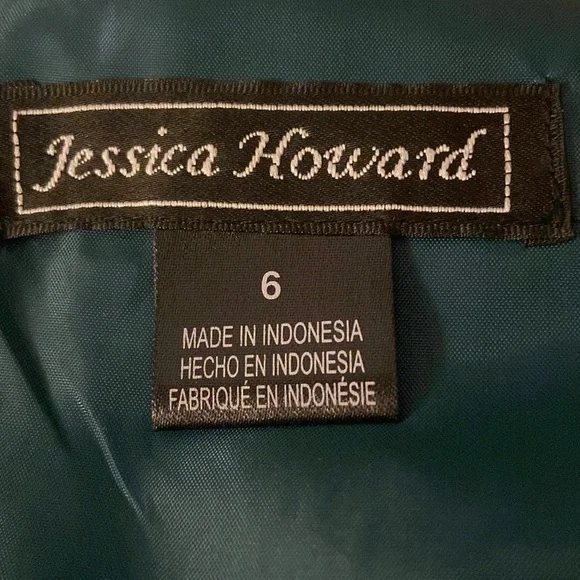 Jessica Howard
6
MADE IN INDONESIA
HECHO EN INDONESIA
FABRIQUÉ EN INDONÉSIE